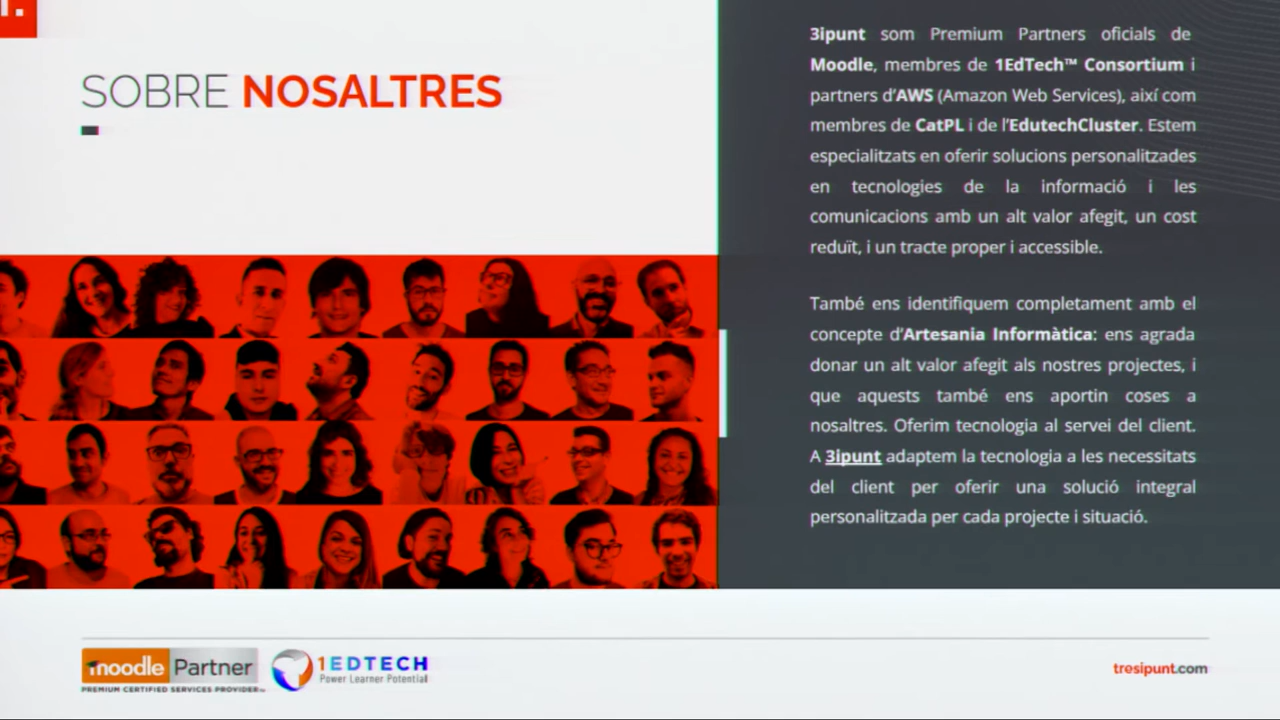 SOBRE NOSALTRES
3ipunt som Premium Partners oficials de
Moodle, membres de 1EdTech™ Consortium i
partners d'AWS (Amazon Web Services), així com
membres de CatPL i de l'EdutechCluster. Estem
especialitzats en oferir solucions personalitzades
en tecnologies de la informació i les
comunicacions amb un alt valor afegit, un cost
reduït, i un tracte proper i accessible.
També ens identifiquem completament amb el
concepte d'Artesania Informàtica: ens agrada
donar un alt valor afegit als nostres projectes, i
que aquests també ens aportin coses a
nosaltres. Oferim tecnologia al servei del client.
A 3ipunt adaptem la tecnologia a les necessitats
del client per oferir una solució integral
personalitzada per cada projecte i situació.
moodle Partner
PREMIUM CERTIFIED SERVICES PROVIDER
1EDTECH
Power Learner Potential
tresipunt.com